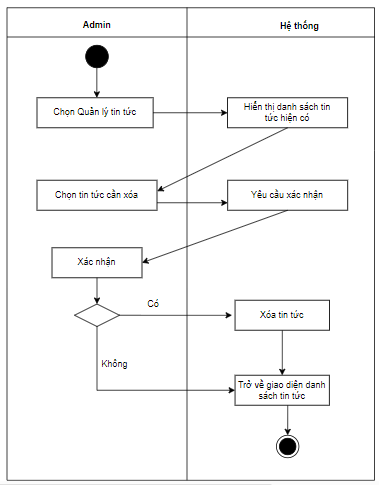 Admin
Hệ thống
Chọn Quản lý tin tức
Hiển thị danh sách tin
tức hiện có
Chọn tin tức cần xóa
Yêu cầu xác nhận
Xác nhận
Có
Xóa tin tức
Không
Trở về giao diện danh
sách tin tức